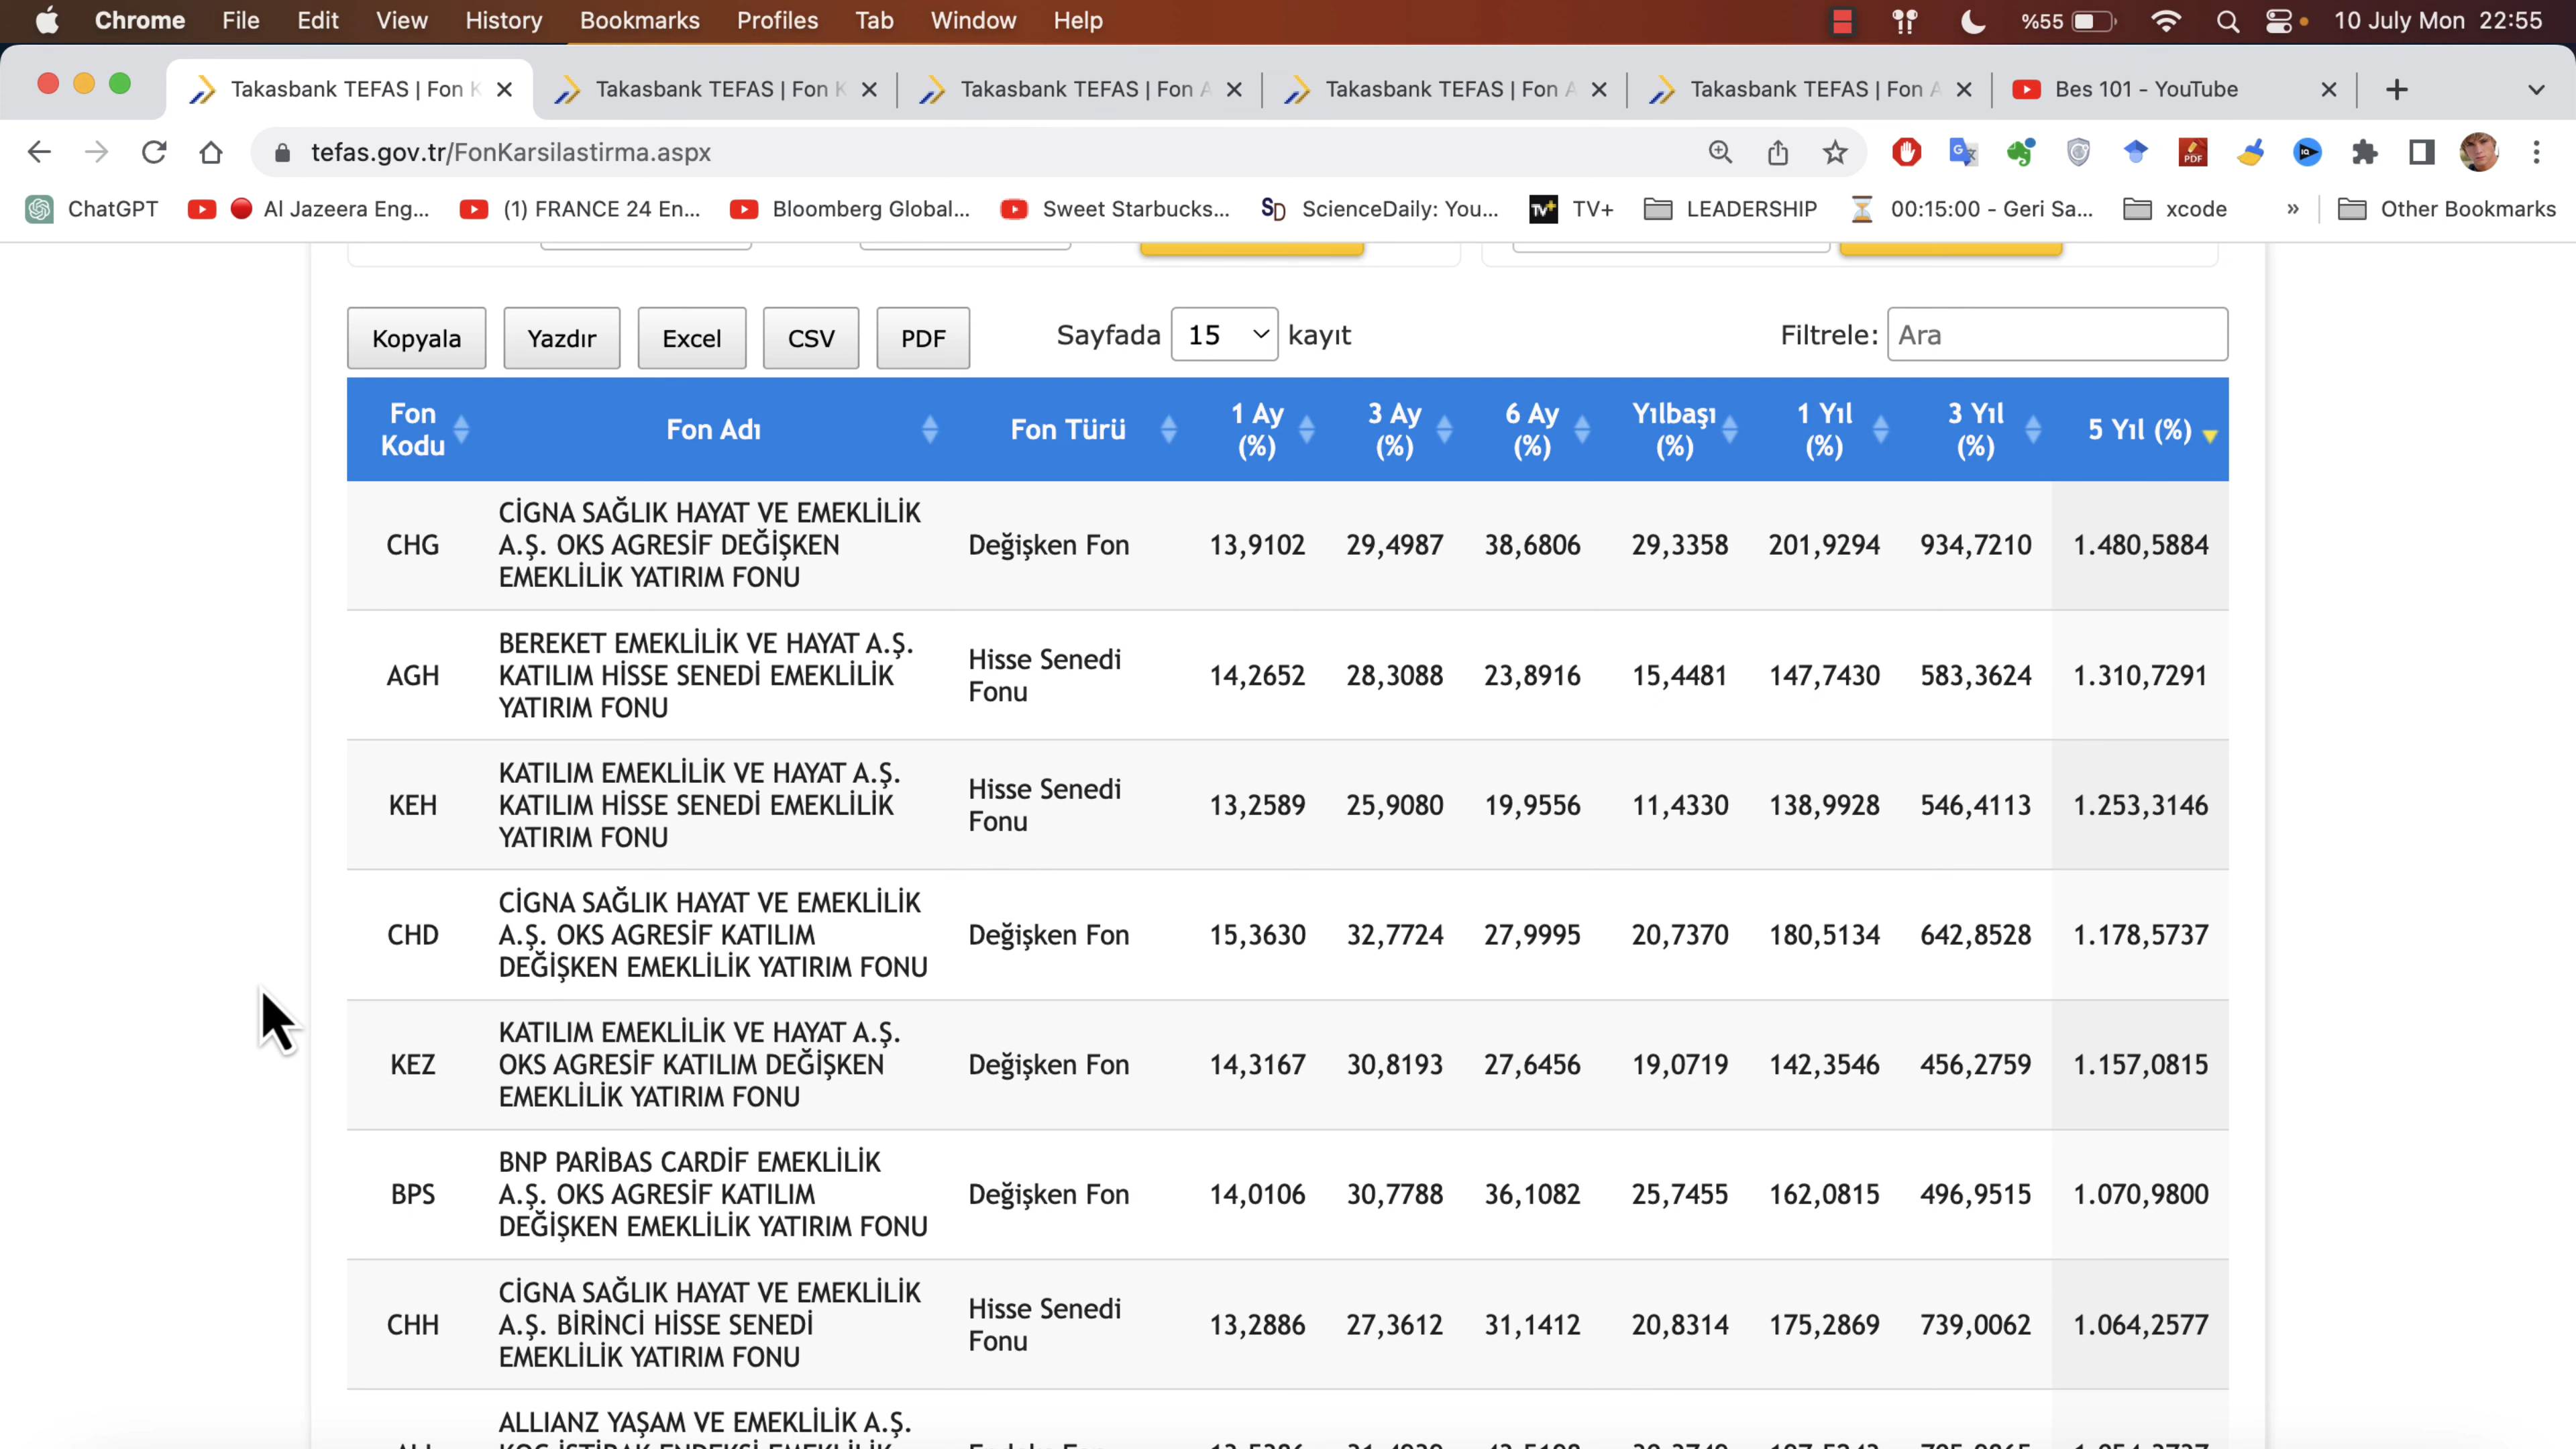 Chrome File Edit View History Bookmarks Profiles Tab Window Help %55 10 July Mon 22:55
Takasbank TEFAS | Fon K Takasbank TEFAS | Fon K Takasbank TEFAS | Fon A Takasbank TEFAS | Fon A Takasbank TEFAS | Fon A Bes 101 - YouTube
tefas.gov.tr/FonKarsilastirma.aspx
ChatGPT Al Jazeera Eng... (1) FRANCE 24 En... Bloomberg Global... Sweet Starbucks... SD ScienceDaily: You... TV+ TV+ LEADERSHIP 00:15:00 - Geri Sa... xcode » Other Bookmarks
Kopyala Yazdır Excel CSV PDF Sayfada 15 kayıt Filtrele: Ara
Fon Kodu Fon Adı Fon Türü 1 Ay (%) 3 Ay (%) 6 Ay (%) Yılbaşı (%) 1 Yıl (%) 3 Yıl (%) 5 Yıl (%)
CİGNA SAĞLIK HAYAT VE EMEKLİLİK
CHG A.Ş. OKS AGRESİF DEĞİŞKEN Değişken Fon 13,9102 29,4987 38,6806 29,3358 201,9294 934,7210 1.480,5884
EMEKLİLİK YATIRIM FONU
BEREKET EMEKLİLİK VE HAYAT A.Ş.
AGH KATILIM HİSSE SENEDİ EMEKLİLİK Hisse Senedi Fonu 14,2652 28,3088 23,8916 15,4481 147,7430 583,3624 1.310,7291
YATIRIM FONU
KATILIM EMEKLİLİK VE HAYAT A.Ş.
KEH KATILIM HİSSE SENEDİ EMEKLİLİK Hisse Senedi Fonu 13,2589 25,9080 19,9556 11,4330 138,9928 546,4113 1.253,3146
YATIRIM FONU
CİGNA SAĞLIK HAYAT VE EMEKLİLİK
CHD A.Ş. OKS AGRESİF KATILIM Değişken Fon 15,3630 32,7724 27,9995 20,7370 180,5134 642,8528 1.178,5737
DEĞİŞKEN EMEKLİLİK YATIRIM FONU
KATILIM EMEKLİLİK VE HAYAT A.Ş.
KEZ OKS AGRESİF KATILIM DEĞİŞKEN Değişken Fon 14,3167 30,8193 27,6456 19,0719 142,3546 456,2759 1.157,0815
EMEKLİLİK YATIRIM FONU
BNP PARİBAS CARDİF EMEKLİLİK
BPS A.Ş. OKS AGRESİF KATILIM Değişken Fon 14,0106 30,7788 36,1082 25,7455 162,0815 496,9515 1.070,9800
DEĞİŞKEN EMEKLİLİK YATIRIM FONU
CİGNA SAĞLIK HAYAT VE EMEKLİLİK
CHH A.Ş. BİRİNCİ HİSSE SENEDİ Hisse Senedi Fonu 13,2886 27,3612 31,1412 20,8314 175,2869 739,0062 1.064,2577
EMEKLİLİK YATIRIM FONU
ALLIANZ YAŞAM VE EMEKLİLİK A.Ş.